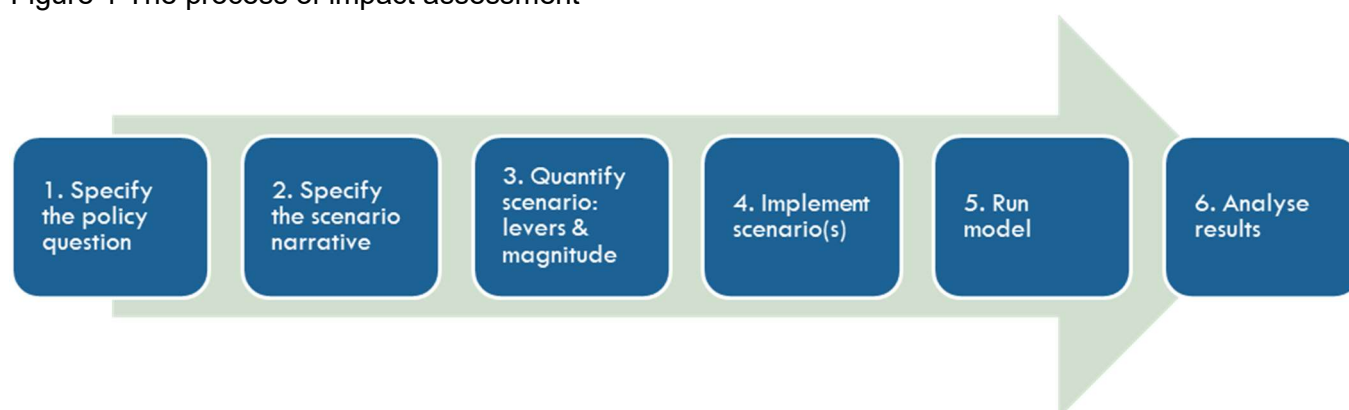 Figure 1 The process of impact assessment
1. Specify
the policy
question
2. Specify
the scenario
narrative
3. Quantify
scenario:
levers &
magnitude
4. Implement
scenario(s)
5. Run
model
6. Analyse
results